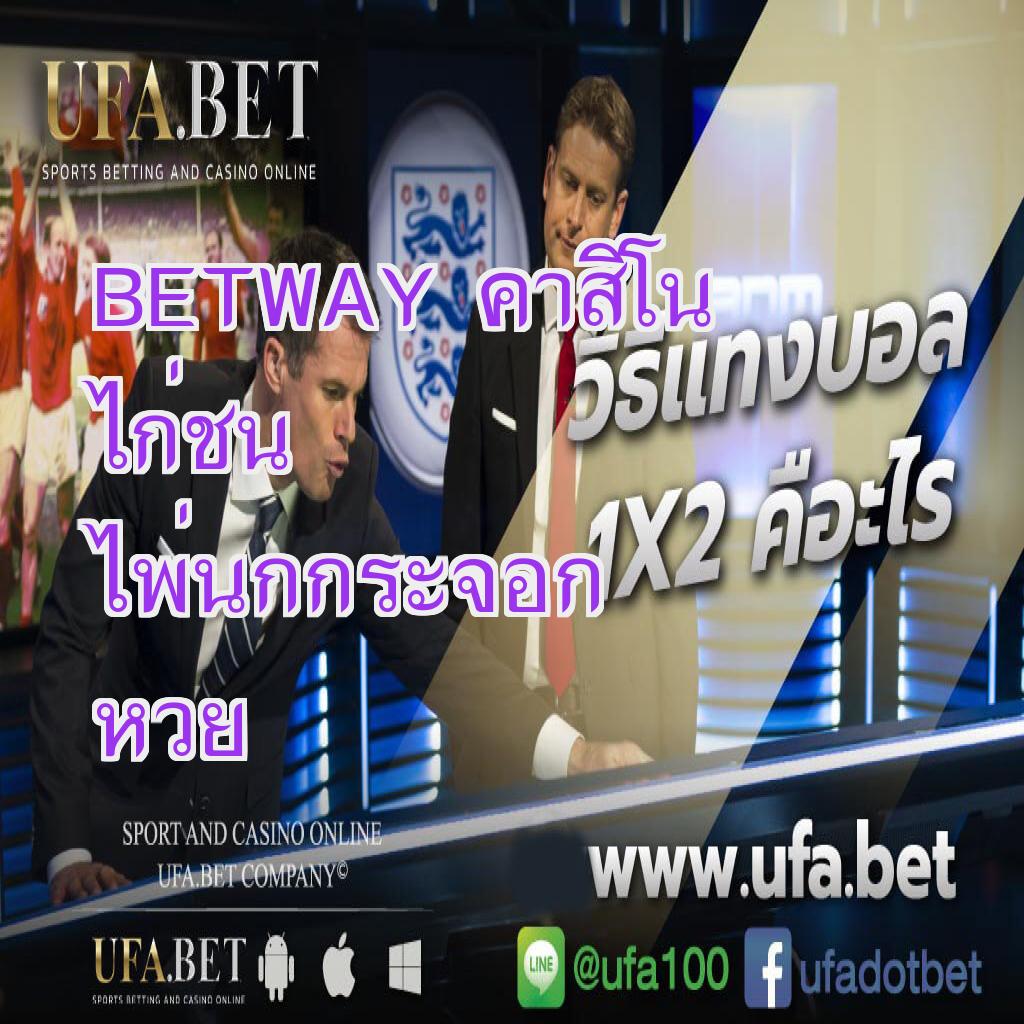 UFA.BET
SPORTS BETTING AND CASINO ONLINE
BETWAY คาสิโน
ไก่ชน
ไพ่นกกระจอก
หวย
วิธีแทงบอล
1X2 คืออะไร
SPORT AND CASINO ONLINE
UFA.BET COMPANY©
www.ufa.bet
UFA.BET
SPORTS BETTING AND CASINO ONLINE
LINE @ufa100
f ufadotbet